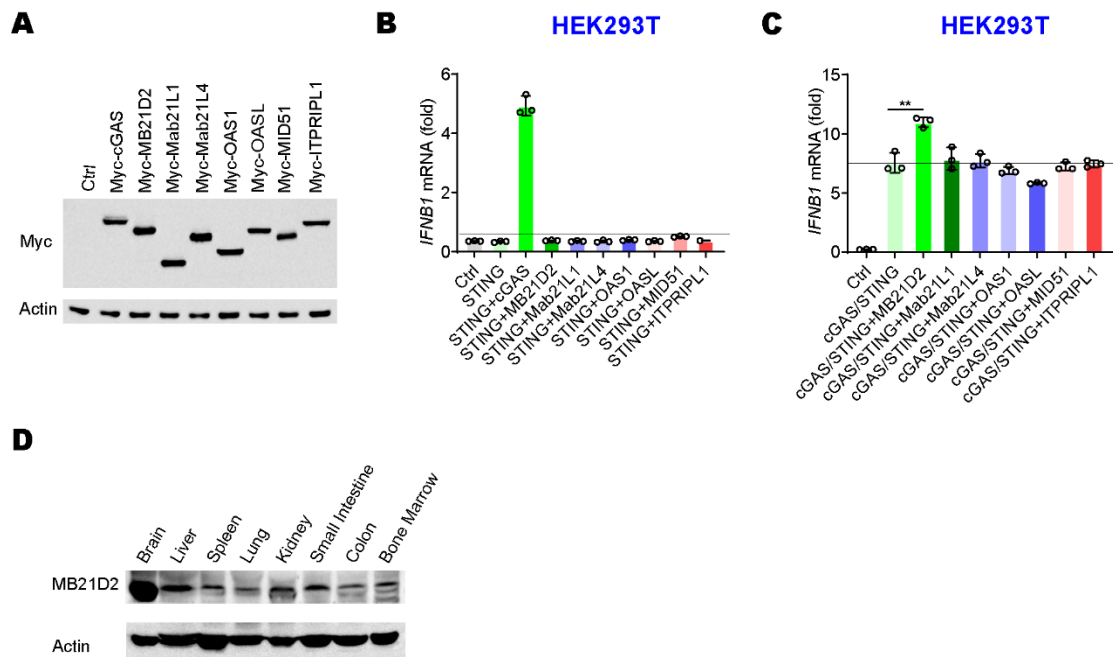 A
Ctrl
Myc-cGAS
Myc-MB21D2
Myc-Mab21L1
Myc-Mab21L4
Myc-OAS1
Myc-OASL
Myc-MID51
Myc-ITPRIPL1
Myc
Actin
B
HEK293T
IFNB1 mRNA (fold)
6
4
2
0
Ctrl
STING
STING+cGAS
STING+MB21D2
STING+Mab21L1
STING+Mab21L4
STING+OAS1
STING+OASL
STING+MID51
STING+ITPRIPL1
C
HEK293T
IFNB1 mRNA (fold)
15
10
5
0
**
Ctrl
cGAS/STING
cGAS/STING+MB21D2
cGAS/STING+Mab21L1
cGAS/STING+Mab21L4
cGAS/STING+OAS1
cGAS/STING+OASL
cGAS/STING+MID51
cGAS/STING+ITPRIPL1
D
Brain
Liver
Spleen
Lung
Kidney
Small Intestine
Colon
Bone Marrow
MB21D2
Actin